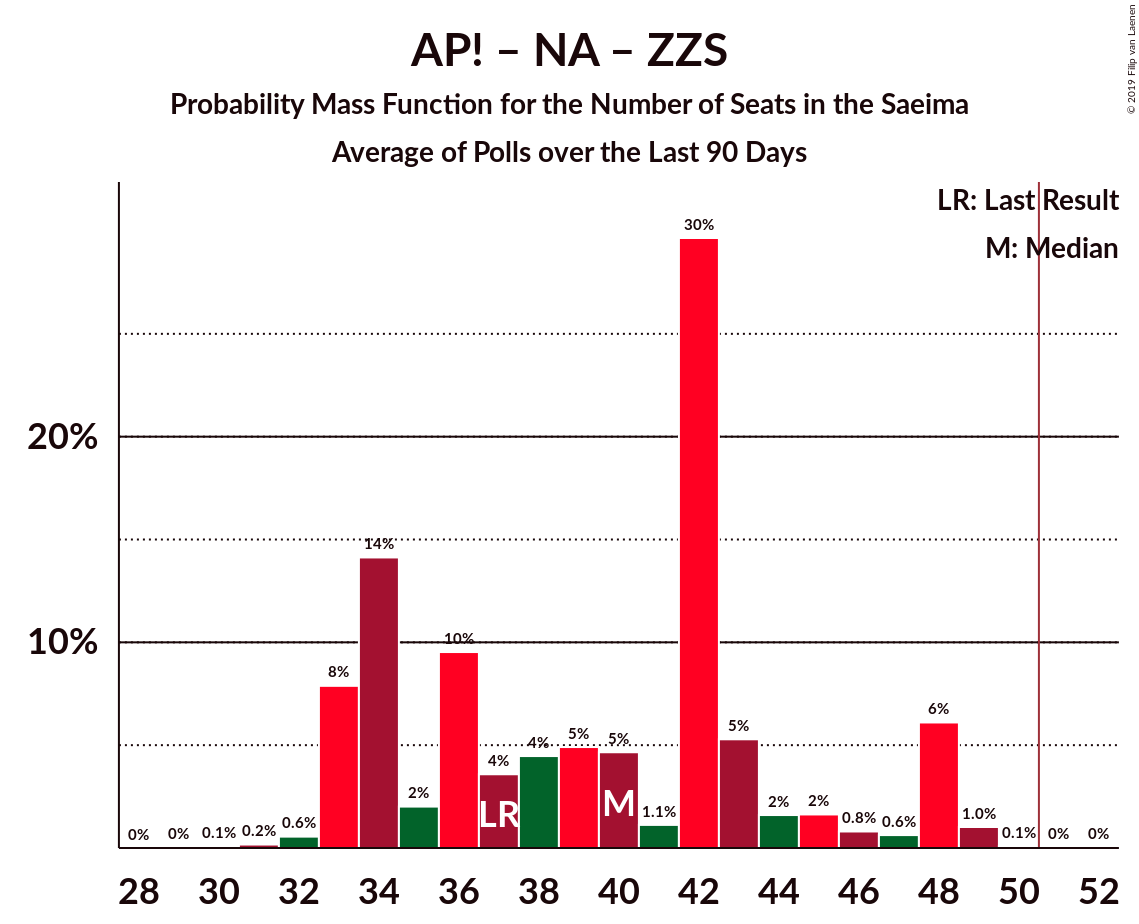 AP! – NA – ZZS
Probability Mass Function for the Number of Seats in the Saeima
Average of Polls over the Last 90 Days
© 2019 Filip van Laenen
LR: Last Result
M: Median
20%
10%
0% 0% 0.1% 0.2% 0.6% 8% 14% 2% 10% 4% 4% 5% 5% 1.1% 30% 5% 2% 2% 0.8% 0.6% 6% 1.0% 0.1% 0% 0%
LR M
28 30 32 34 36 38 40 42 44 46 48 50 52